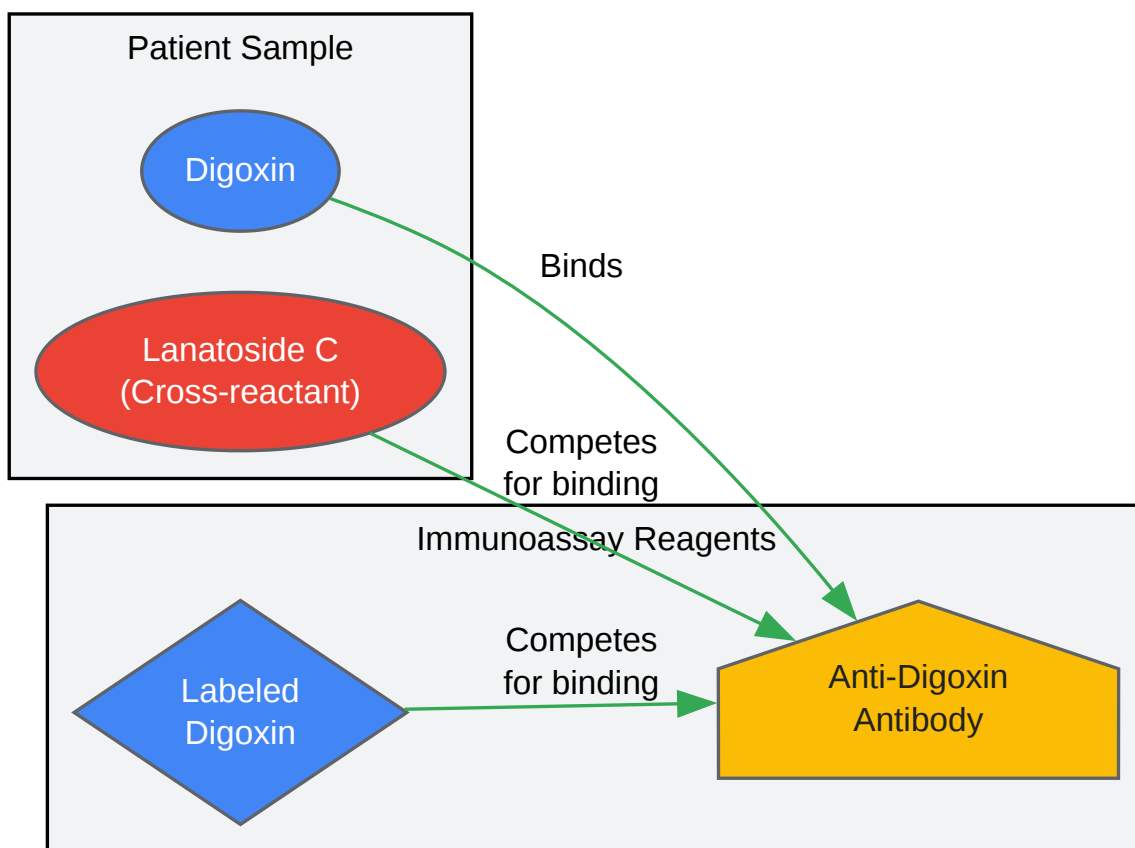 Patient Sample
Digoxin
Binds
Lanatoside C
(Cross-reactant)
Competes
for binding
Immunoassay Reagents
Competes
for binding
Labeled
Digoxin
Anti-Digoxin
Antibody